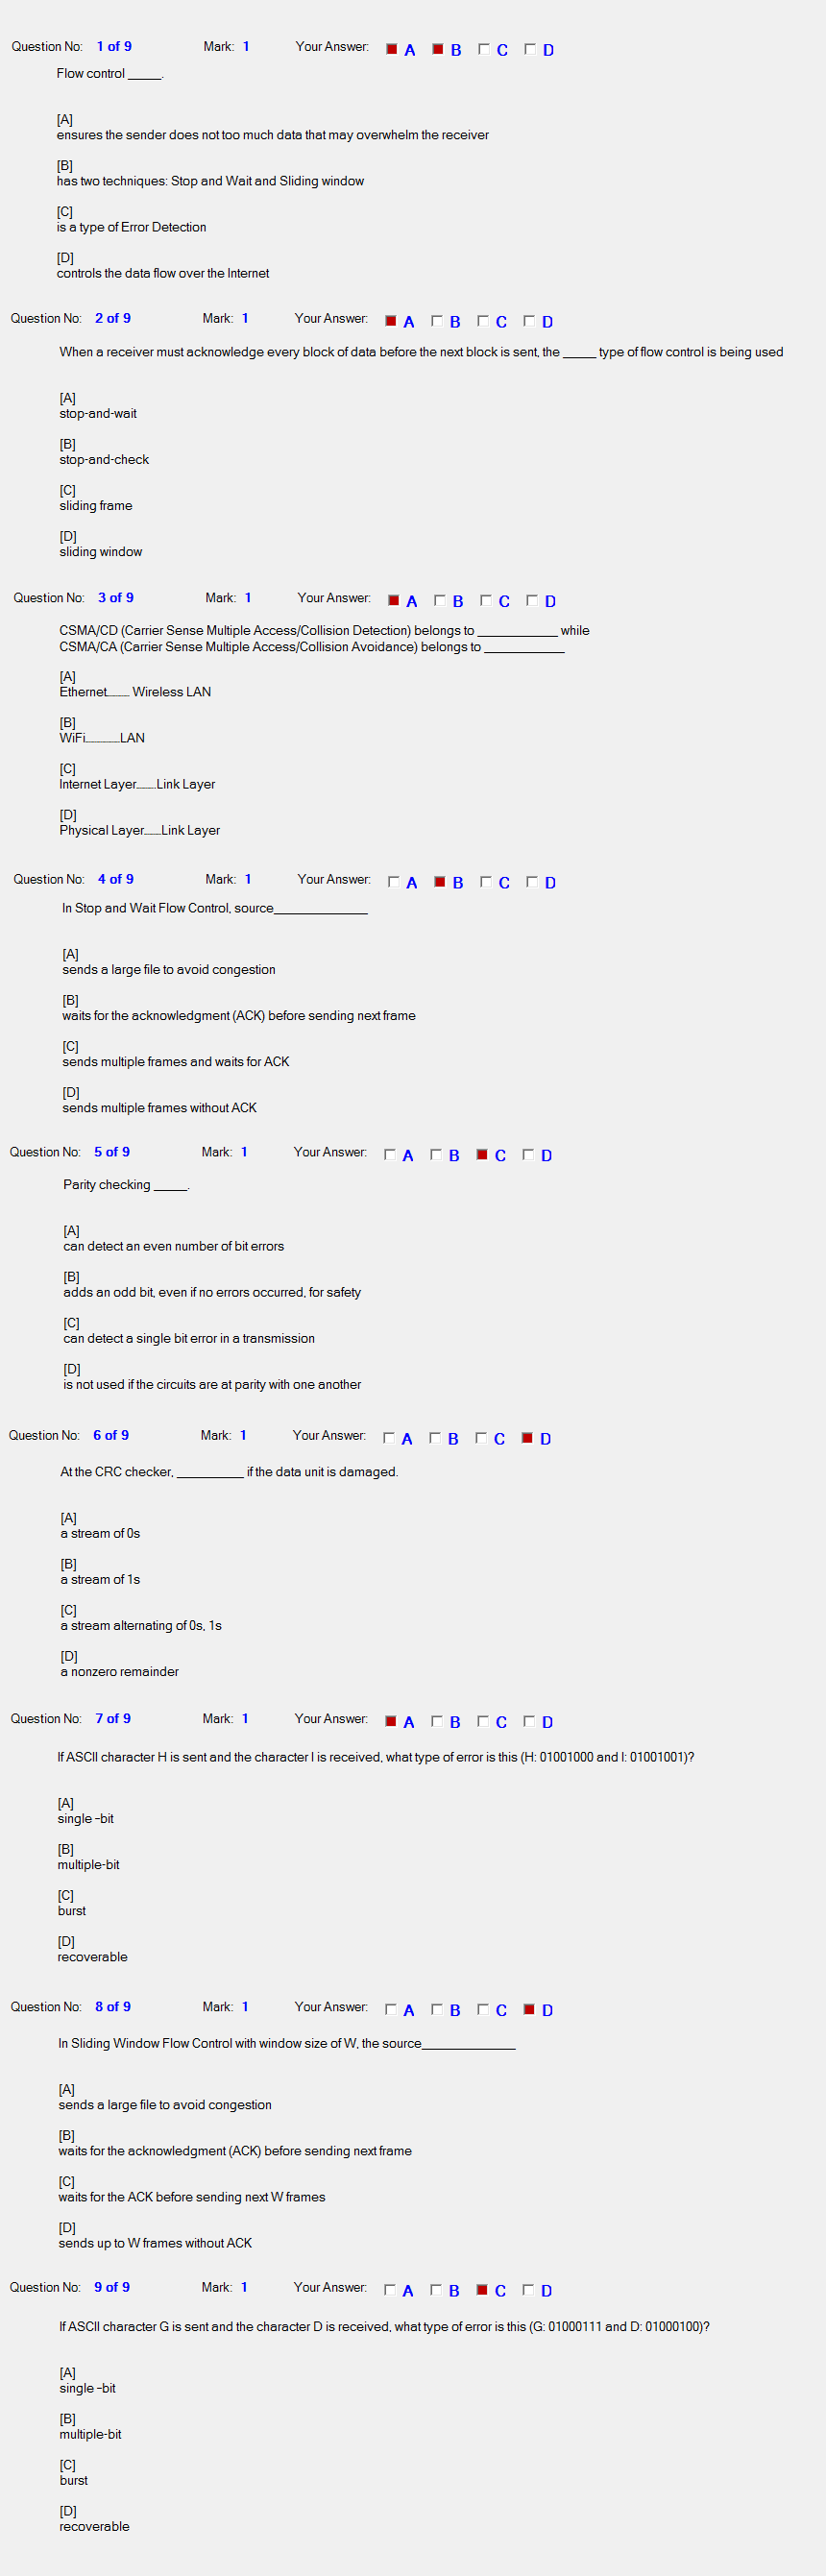 Question No: 1 of 9 Mark: 1 Your Answer: A B C D
Flow control _____.
[A]
ensures the sender does not too much data that may overwhelm the receiver
[B]
has two techniques: Stop and Wait and Sliding window
[C]
is a type of Error Detection
[D]
controls the data flow over the Internet
Question No: 2 of 9 Mark: 1 Your Answer: A B C D
When a receiver must acknowledge every block of data before the next block is sent, the _____ type of flow control is being used
[A]
stop-and-wait
[B]
stop-and-check
[C]
sliding frame
[D]
sliding window
Question No: 3 of 9 Mark: 1 Your Answer: A B C D
CSMA/CD (Carrier Sense Multiple Access/Collision Detection) belongs to ____________ while
CSMA/CA (Carrier Sense Multiple Access/Collision Avoidance) belongs to ____________
[A]
Ethernet........ Wireless LAN
[B]
WiFi............LAN
[C]
Internet Layer.......Link Layer
[D]
Physical Layer......Link Layer
Question No: 4 of 9 Mark: 1 Your Answer: A B C D
In Stop and Wait Flow Control, source______________
[A]
sends a large file to avoid congestion
[B]
waits for the acknowledgment (ACK) before sending next frame
[C]
sends multiple frames and waits for ACK
[D]
sends multiple frames without ACK
Question No: 5 of 9 Mark: 1 Your Answer: A B C D
Parity checking _____.
[A]
can detect an even number of bit errors
[B]
adds an odd bit, even if no errors occurred, for safety
[C]
can detect a single bit error in a transmission
[D]
is not used if the circuits are at parity with one another
Question No: 6 of 9 Mark: 1 Your Answer: A B C D
At the CRC checker, __________ if the data unit is damaged.
[A]
a stream of 0s
[B]
a stream of 1s
[C]
a stream alternating of 0s, 1s
[D]
a nonzero remainder
Question No: 7 of 9 Mark: 1 Your Answer: A B C D
If ASCII character H is sent and the character I is received, what type of error is this (H: 01001000 and I: 01001001)?
[A]
single –bit
[B]
multiple-bit
[C]
burst
[D]
recoverable
Question No: 8 of 9 Mark: 1 Your Answer: A B C D
In Sliding Window Flow Control with window size of W, the source______________
[A]
sends a large file to avoid congestion
[B]
waits for the acknowledgment (ACK) before sending next frame
[C]
waits for the ACK before sending next W frames
[D]
sends up to W frames without ACK
Question No: 9 of 9 Mark: 1 Your Answer: A B C D
If ASCII character G is sent and the character D is received, what type of error is this (G: 01000111 and D: 01000100)?
[A]
single –bit
[B]
multiple-bit
[C]
burst
[D]
recoverable